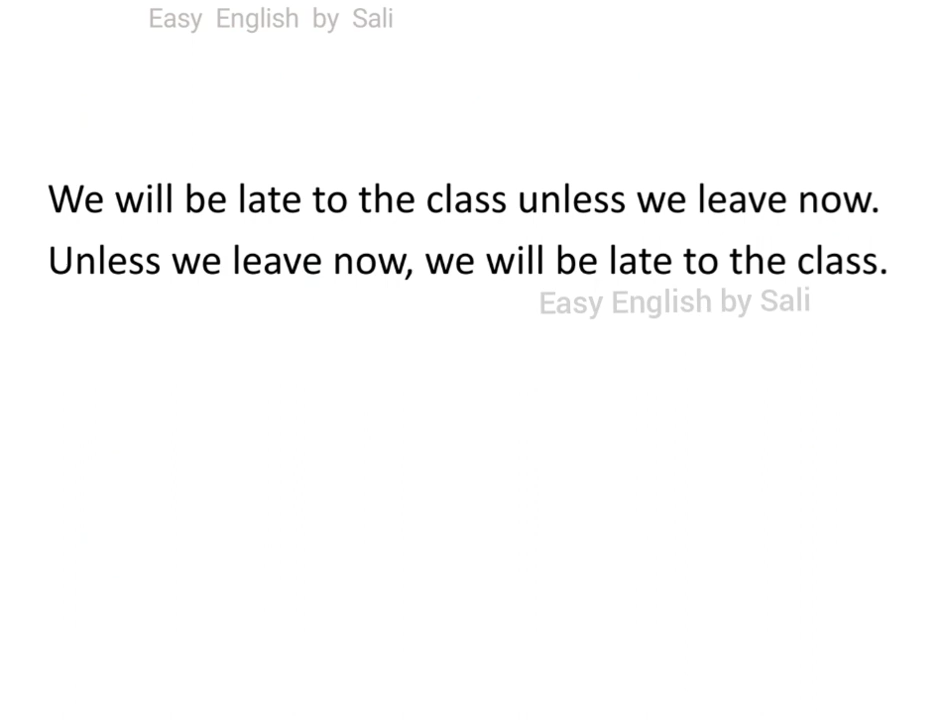 Easy English by Sali
We will be late to the class unless we leave now.
Unless we leave now, we will be late to the class.
Easy English by Sali